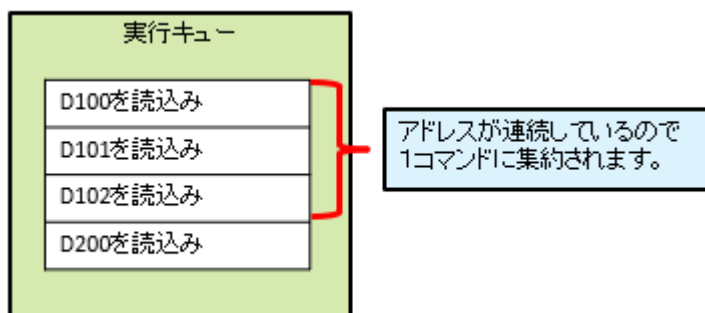 実行キュー
D100を読込み
D101を読込み
D102を読込み
D200を読込み
アドレスが連続しているので
1コマンドに集約されます。